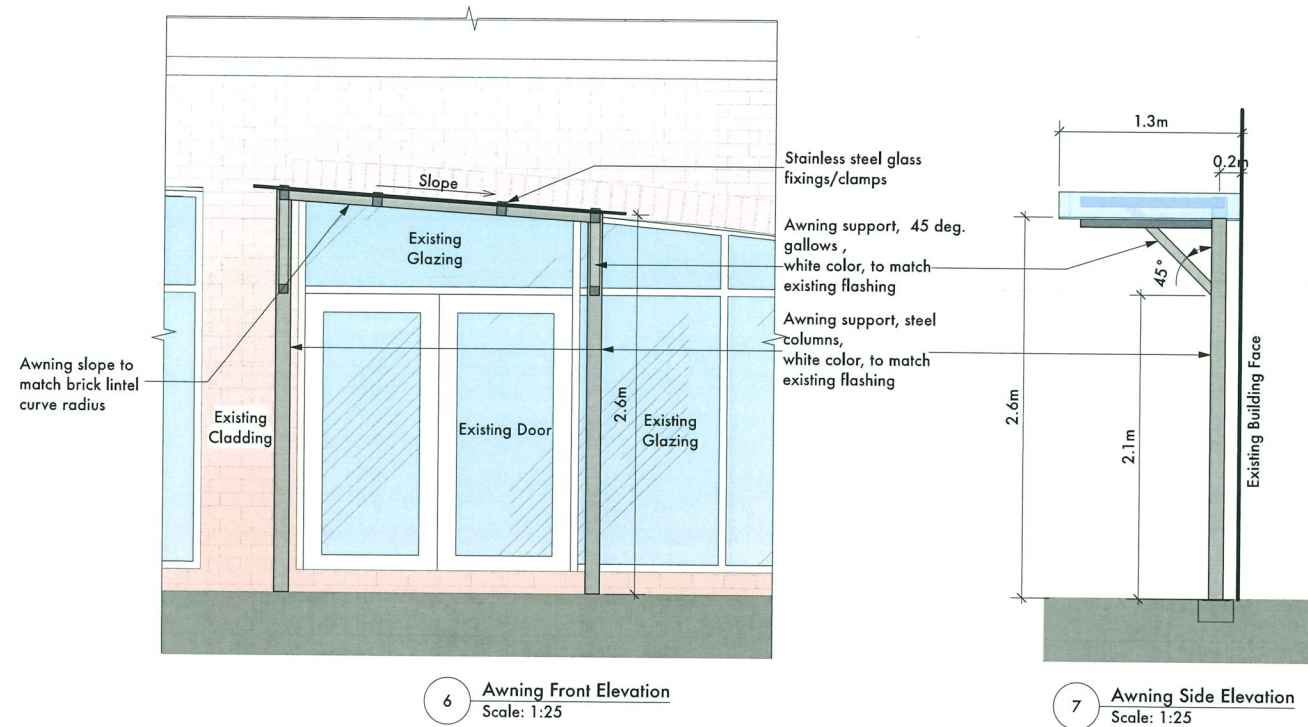 Slope
Existing
Glazing
Existing Door
Existing
Cladding
Existing
Glazing
2.6m
Awning slope to
match brick lintel
curve radius
Stainless steel glass
fixings/clamps
Awning support, 45 deg.
gallows ,
white color, to match
existing flashing
Awning support, steel
columns,
white color, to match
existing flashing
1.3m
0.2m
45°
2.6m
2.1m
Existing Building Face
6
Awning Front Elevation
Scale: 1:25
7
Awning Side Elevation
Scale: 1:25